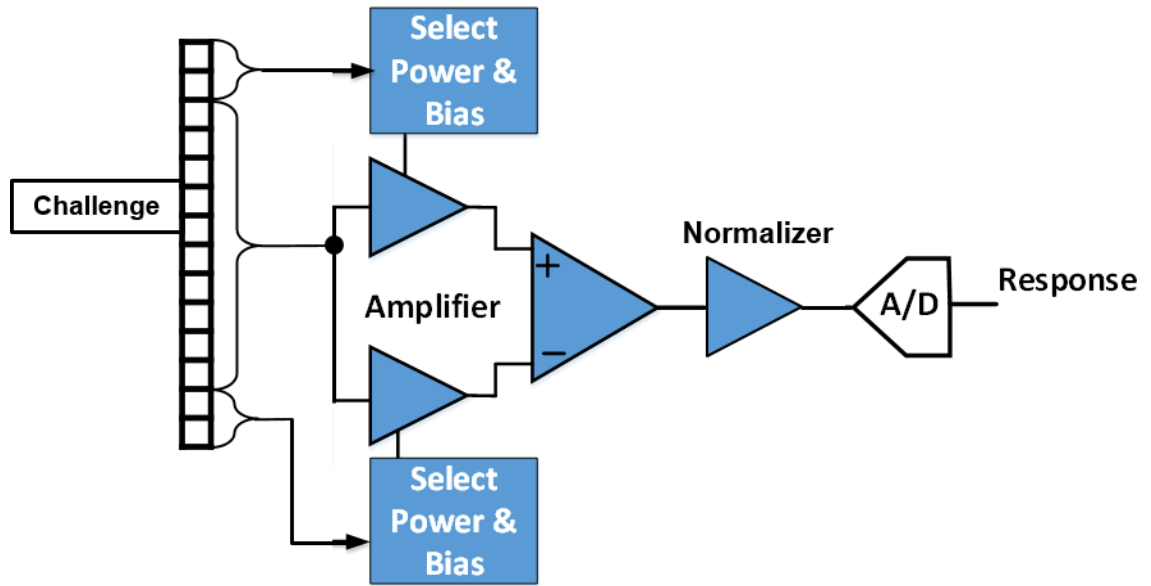 Select
Power &
Bias
Challenge
Amplifier
+
−
Normalizer
A/D
Response
Select
Power &
Bias